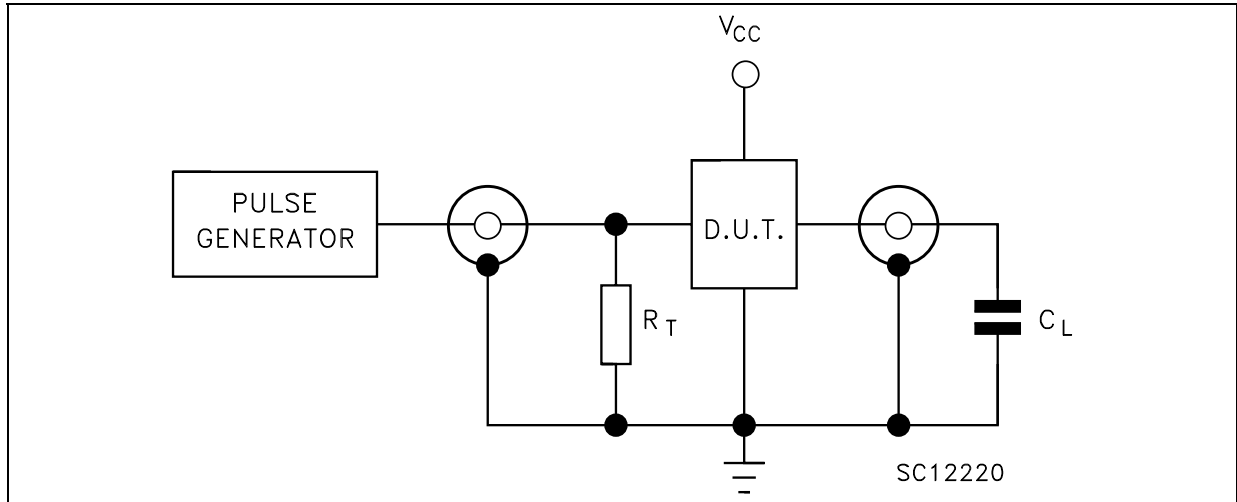 VCC
PULSE
GENERATOR
D.U.T.
RT
CL
SC12220